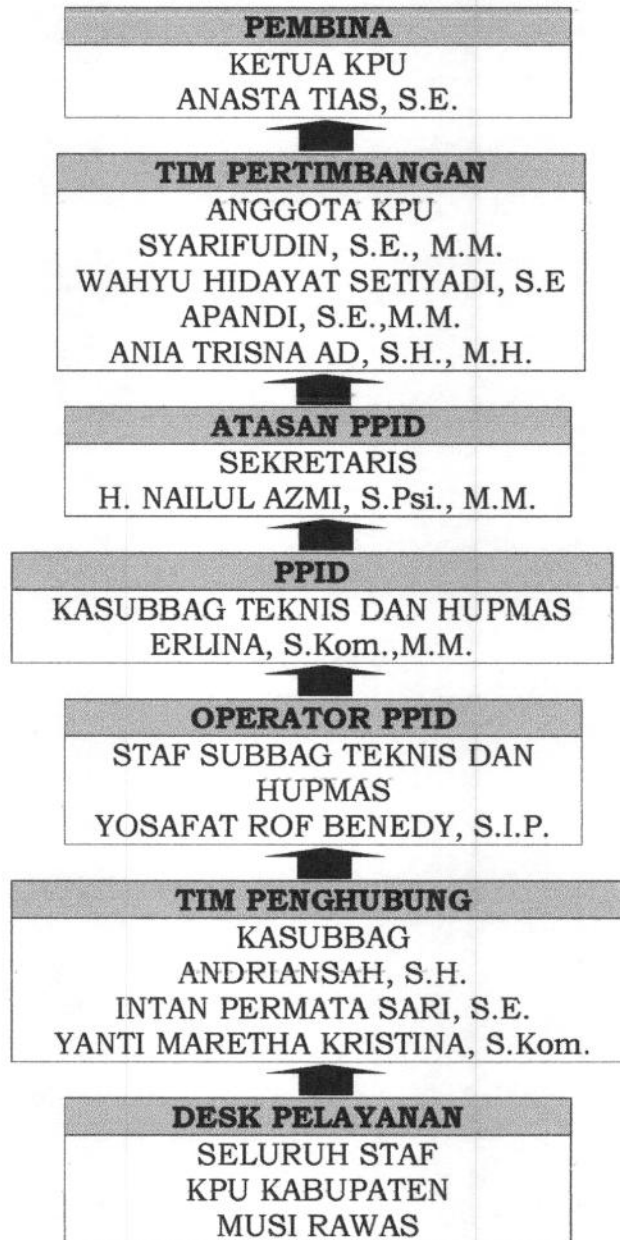 PEMBINA
KETUA KPU
ANASTA TIAS, S.E.
TIM PERTIMBANGAN
ANGGOTA KPU
SYARIFUDIN, S.E., M.M.
WAHYU HIDAYAT SETIYADI, S.E
APANDI, S.E.,M.M.
ANIA TRISNA AD, S.H., M.H.
ATASAN PPID
SEKRETARIS
H. NAILUL AZMI, S.Psi., M.M.
PPID
KASUBBAG TEKNIS DAN HUPMAS
ERLINA, S.Kom.,M.M.
OPERATOR PPID
STAF SUBBAG TEKNIS DAN
HUPMAS
YOSAFAT ROF BENEDY, S.I.P.
TIM PENGHUBUNG
KASUBBAG
ANDRIANSAH, S.H.
INTAN PERMATA SARI, S.E.
YANTI MARETHA KRISTINA, S.Kom.
DESK PELAYANAN
SELURUH STAF
KPU KABUPATEN
MUSI RAWAS